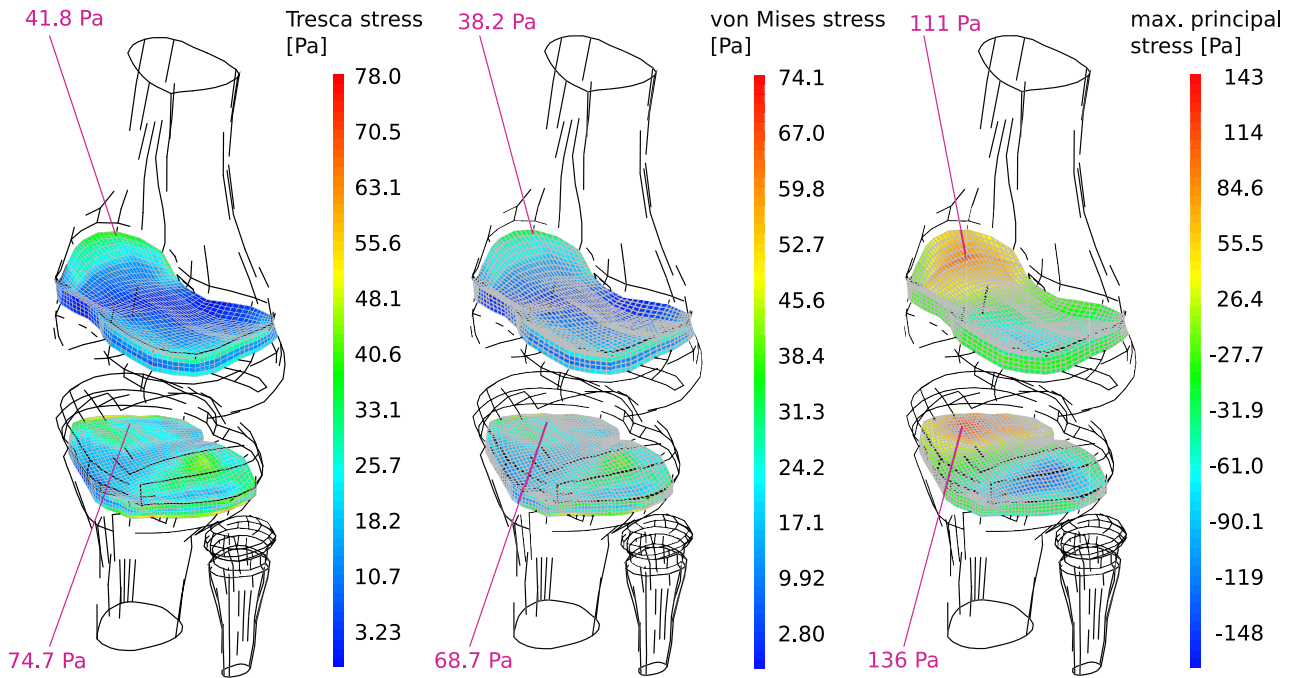 41.8 Pa
Tresca stress
[Pa]
78.0
70.5
63.1
55.6
48.1
40.6
33.1
25.7
18.2
10.7
3.23
74.7 Pa
38.2 Pa
von Mises stress
[Pa]
74.1
67.0
59.8
52.7
45.6
38.4
31.3
24.2
17.1
9.92
2.80
68.7 Pa
111 Pa
max. principal
stress [Pa]
143
114
84.6
55.5
26.4
-27.7
-31.9
-61.0
-90.1
-119
-148
136 Pa